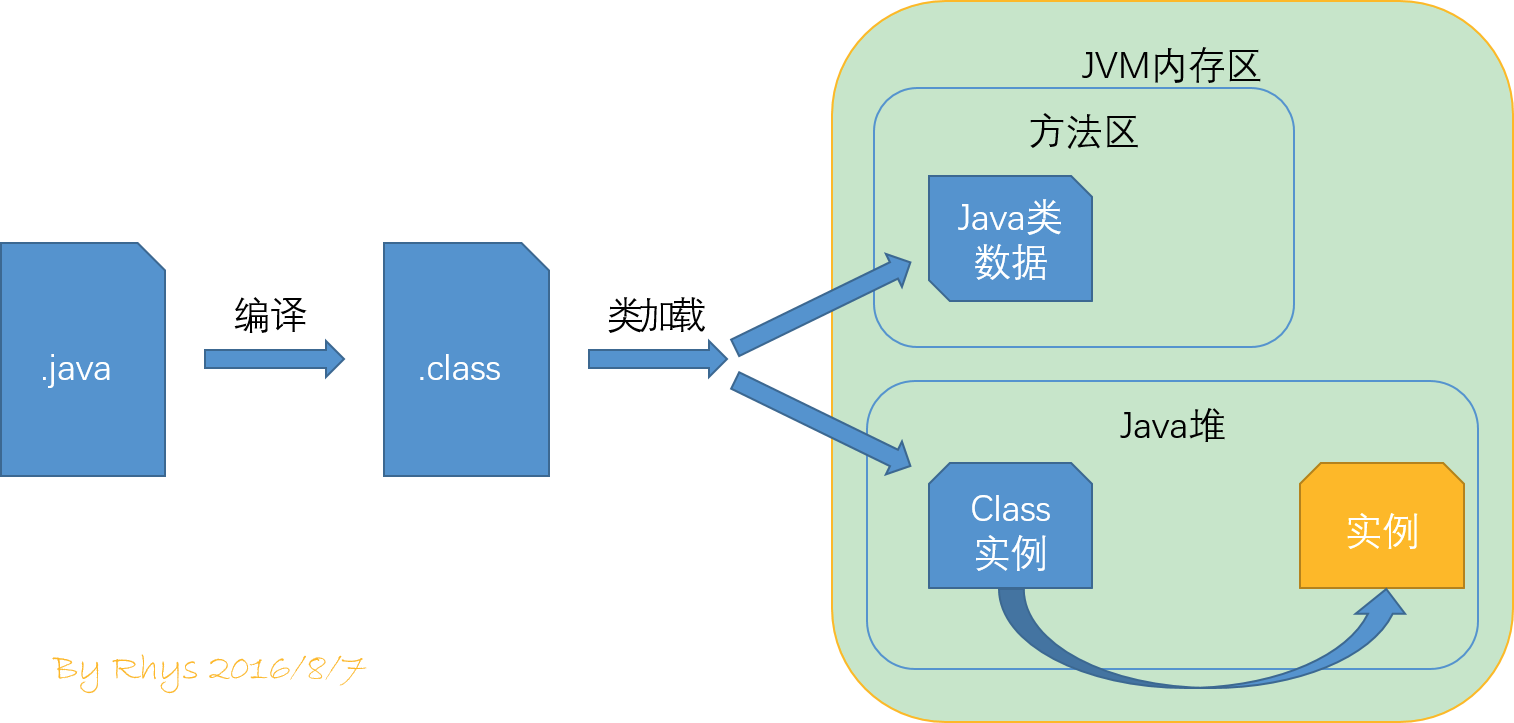 JVM内存区
方法区
Java类
数据
编译
类加载
.java
.class
Java堆
Class
实例
实例
By Rhys 2016/8/7